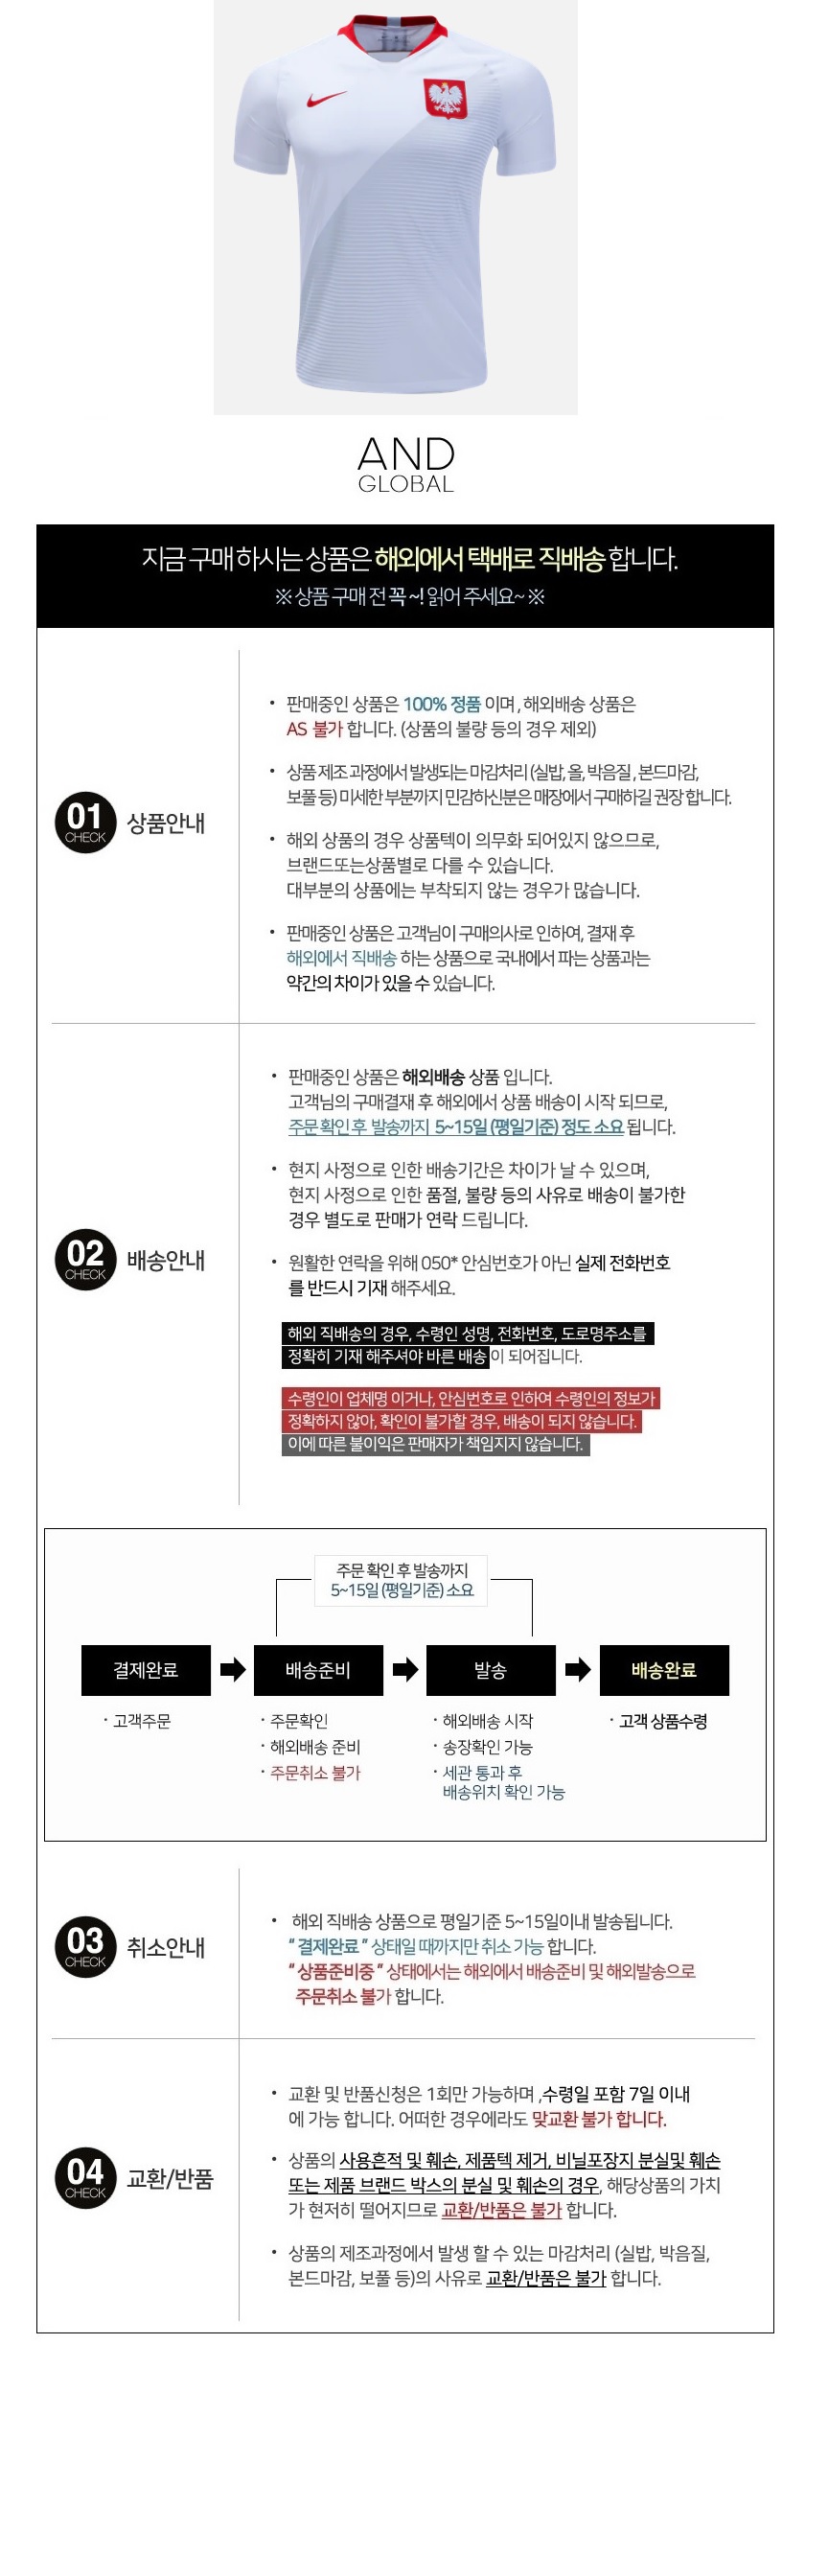 AND
GLOBAL
지금 구매하시는 상품은 해외에서 택배로 직배송 합니다.
※ 상품 구매 전 꼭 ~! 읽어 주세요~ ※
01
CHECK
상품안내
• 판매중인 상품은 100% 정품 이며, 해외배송 상품은
AS 불가 합니다. (상품의 불량 등의 경우 제외)
• 상품 제조 과정에서 발생되는 마감처리 (실밥, 올, 박음질, 본드마감,
보풀 등) 미세한 부분까지 민감하신분은 매장에서 구매하길 권장 합니다.
• 해외 상품의 경우 상품텍이 의무화 되어있지 않으므로,
브랜드또는상품별로 다를 수 있습니다.
대부분의 상품에는 부착되지 않는 경우가 많습니다.
• 판매중인 상품은 고객님이 구매의사로 인하여, 결재 후
해외에서 직배송 하는 상품으로 국내에서 파는 상품과는
약간의 차이가 있을 수 있습니다.
02
CHECK
배송안내
• 판매중인 상품은 해외배송 상품 입니다.
고객님의 구매결재 후 해외에서 상품 배송이 시작 되므로,
주문 확인 후 발송까지 5~15일 (평일기준) 정도 소요 됩니다.
• 현지 사정으로 인한 배송기간은 차이가 날 수 있으며,
현지 사정으로 인한 품절, 불량 등의 사유로 배송이 불가한
경우 별도로 판매가 연락 드립니다.
• 원활한 연락을 위해 050* 안심번호가 아닌 실제 전화번호
를 반드시 기재 해주세요.
해외 직배송의 경우, 수령인 성명, 전화번호, 도로명주소를
정확히 기재 해주셔야 바른 배송이 되어집니다.
수령인이 업체명 이거나, 안심번호로 인하여 수령인의 정보가
정확하지 않아, 확인이 불가할 경우, 배송이 되지 않습니다.
이에 따른 불이익은 판매자가 책임지지 않습니다.
주문 확인 후 발송까지
5~15일 (평일기준) 소요
결제완료
배송준비
발송
배송완료
· 고객주문
· 주문확인
· 해외배송 준비
· 주문취소 불가
· 해외배송 시작
· 송장확인 가능
· 세관 통과 후
배송위치 확인 가능
· 고객 상품수령
03
CHECK
취소안내
• 해외 직배송 상품으로 평일기준 5~15일이내 발송됩니다.
“ 결제완료 ” 상태일 때까지만 취소 가능 합니다.
“ 상품준비중 ” 상태에서는 해외에서 배송준비 및 해외발송으로
주문취소 불가 합니다.
04
CHECK
교환/반품
• 교환 및 반품신청은 1회만 가능하며 ,수령일 포함 7일 이내
에 가능 합니다. 어떠한 경우에라도 맞교환 불가 합니다.
• 상품의 사용흔적 및 훼손, 제품텍 제거, 비닐포장지 분실및 훼손
또는 제품 브랜드 박스의 분실 및 훼손의 경우, 해당상품의 가치
가 현저히 떨어지므로 교환/반품은 불가 합니다.
• 상품의 제조과정에서 발생 할 수 있는 마감처리 (실밥, 박음질,
본드마감, 보풀 등)의 사유로 교환/반품은 불가 합니다.